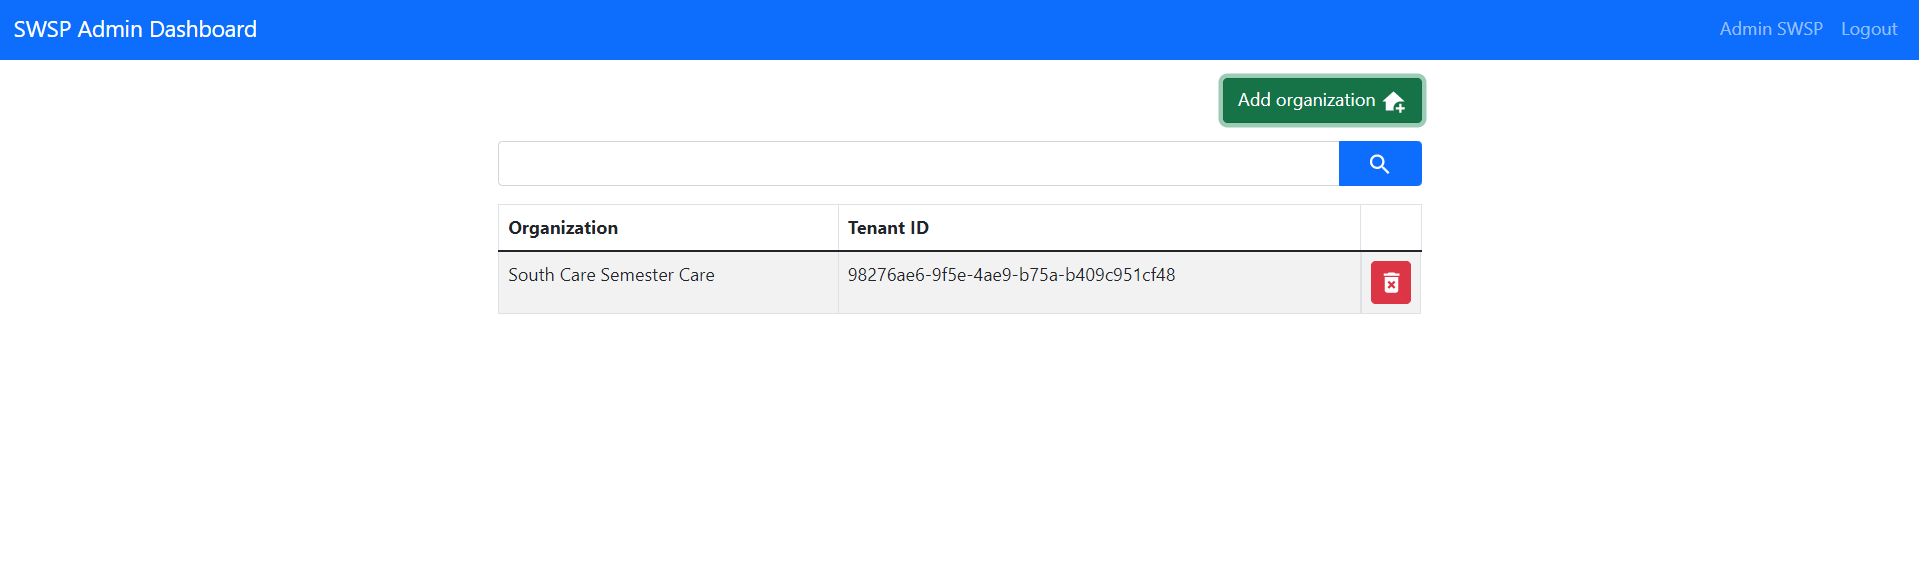 SWSP Admin Dashboard
Admin SWSP Logout
Add organization
Organization Tenant ID
South Care Semester Care 98276ae6-9f5e-4ae9-b75a-b409c951cf48